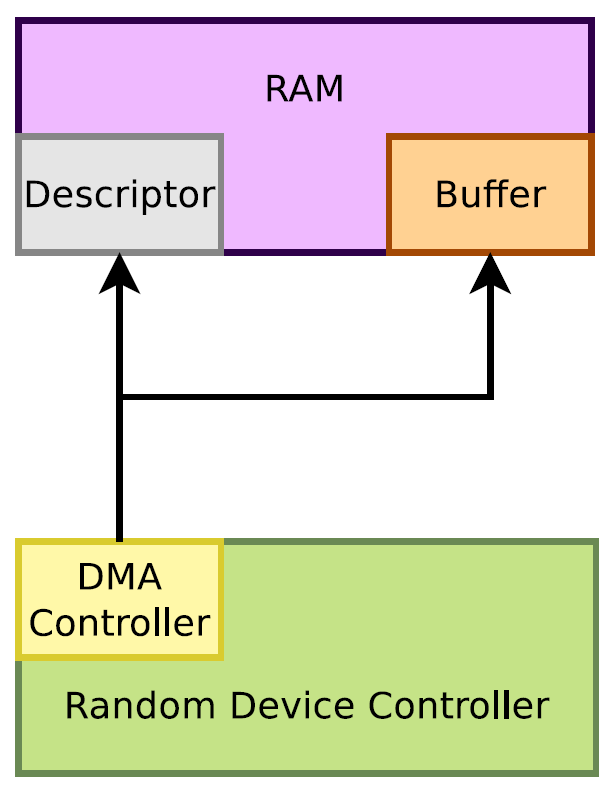 RAM
Descriptor
Buffer
DMA
Controller
Random Device Controller